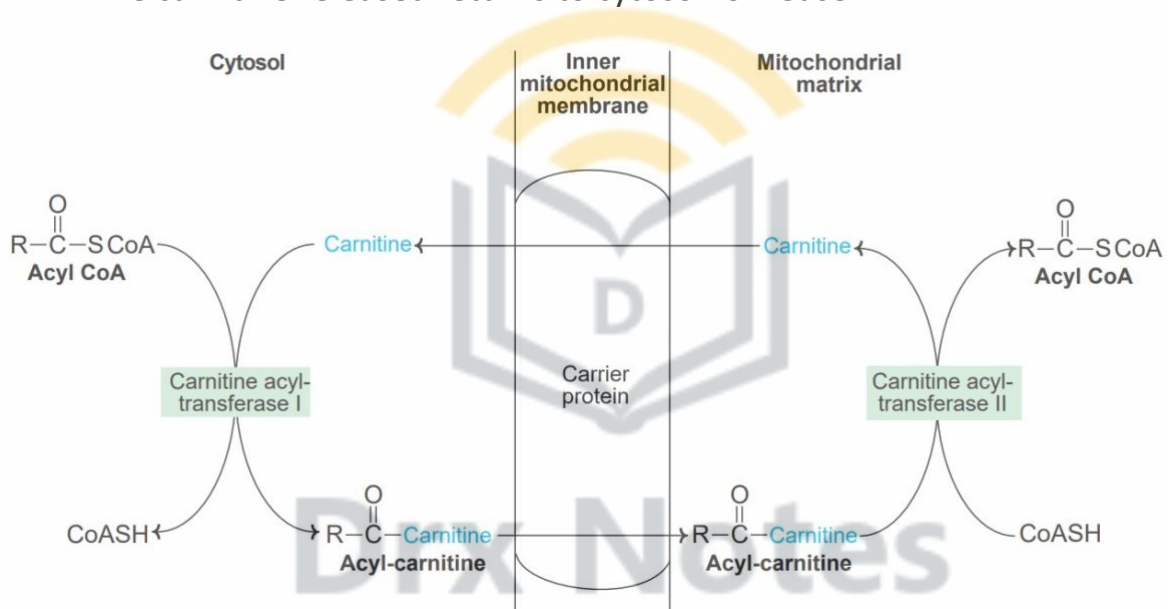 Cytosol
Inner
mitochondrial
membrane
Mitochondrial
matrix
O
R–C–SCoA
Acyl CoA
Carnitine
Carnitine
O
R–C–SCoA
Acyl CoA
D
Carnitine acyl-
transferase I
Carrier
protein
Carnitine acyl-
transferase II
CoASH
O
R–C–Carnitine
Acyl-carnitine
O
R–C–Carnitine
Acyl-carnitine
CoASH
Drx Notes